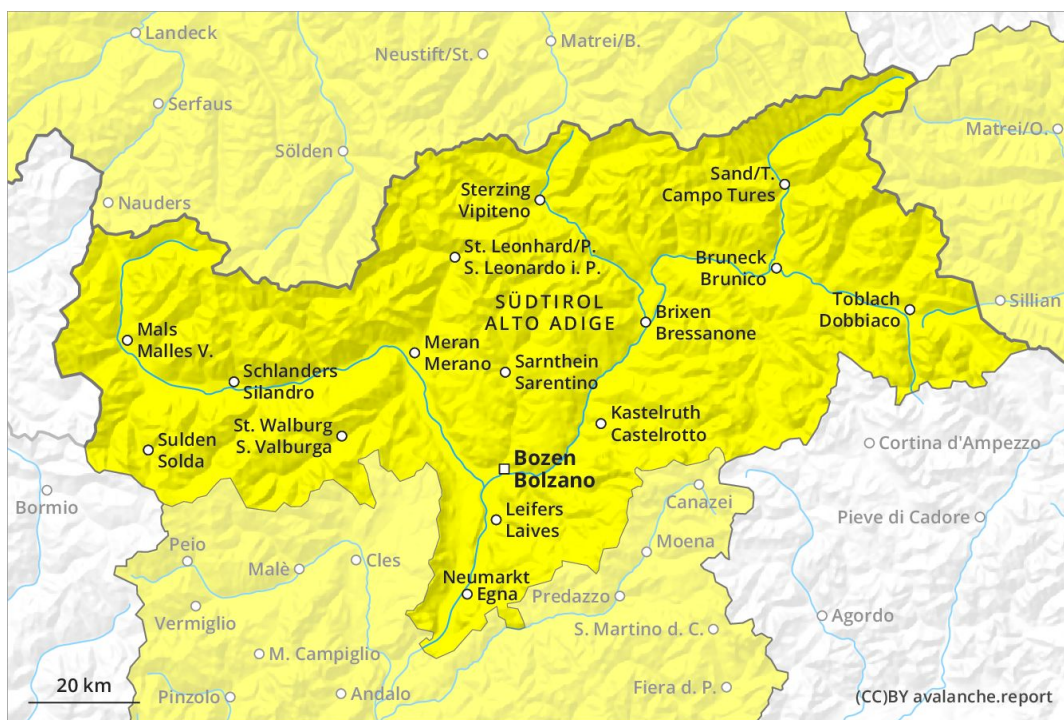 Landeck
Matrei/B.
Neustift/St.
Serfaus
Matrei/O.
Sölden
Sand/T.
Campo Tures
Sterzing
Vipiteno
Nauders
St. Leonhard/P.
S. Leonardo i. P.
Bruneck
Brunico
SÜDTIROL
ALTO ADIGE
Toblach
Dobbiaco
Sillian
Brixen
Bressanone
Mals
Malles V.
Meran
Merano
Sarnthein
Sarentino
Schlanders
Silandro
Kastelruth
Castelrotto
St. Walburg
S. Valburga
Sulden
Solda
Cortina d'Ampezzo
Bozen
Bolzano
Bormio
Canazei
Leifers
Laives
Pieve di Cadore
Moena
Peio
Cles
Malè
Neumarkt
Egna
Predazzo
Vermiglio
Agordo
S. Martino d. C.
M. Campiglio
20 km
Pinzolo
Andalo
Fiera d. P.
(CC)BY avalanche.report